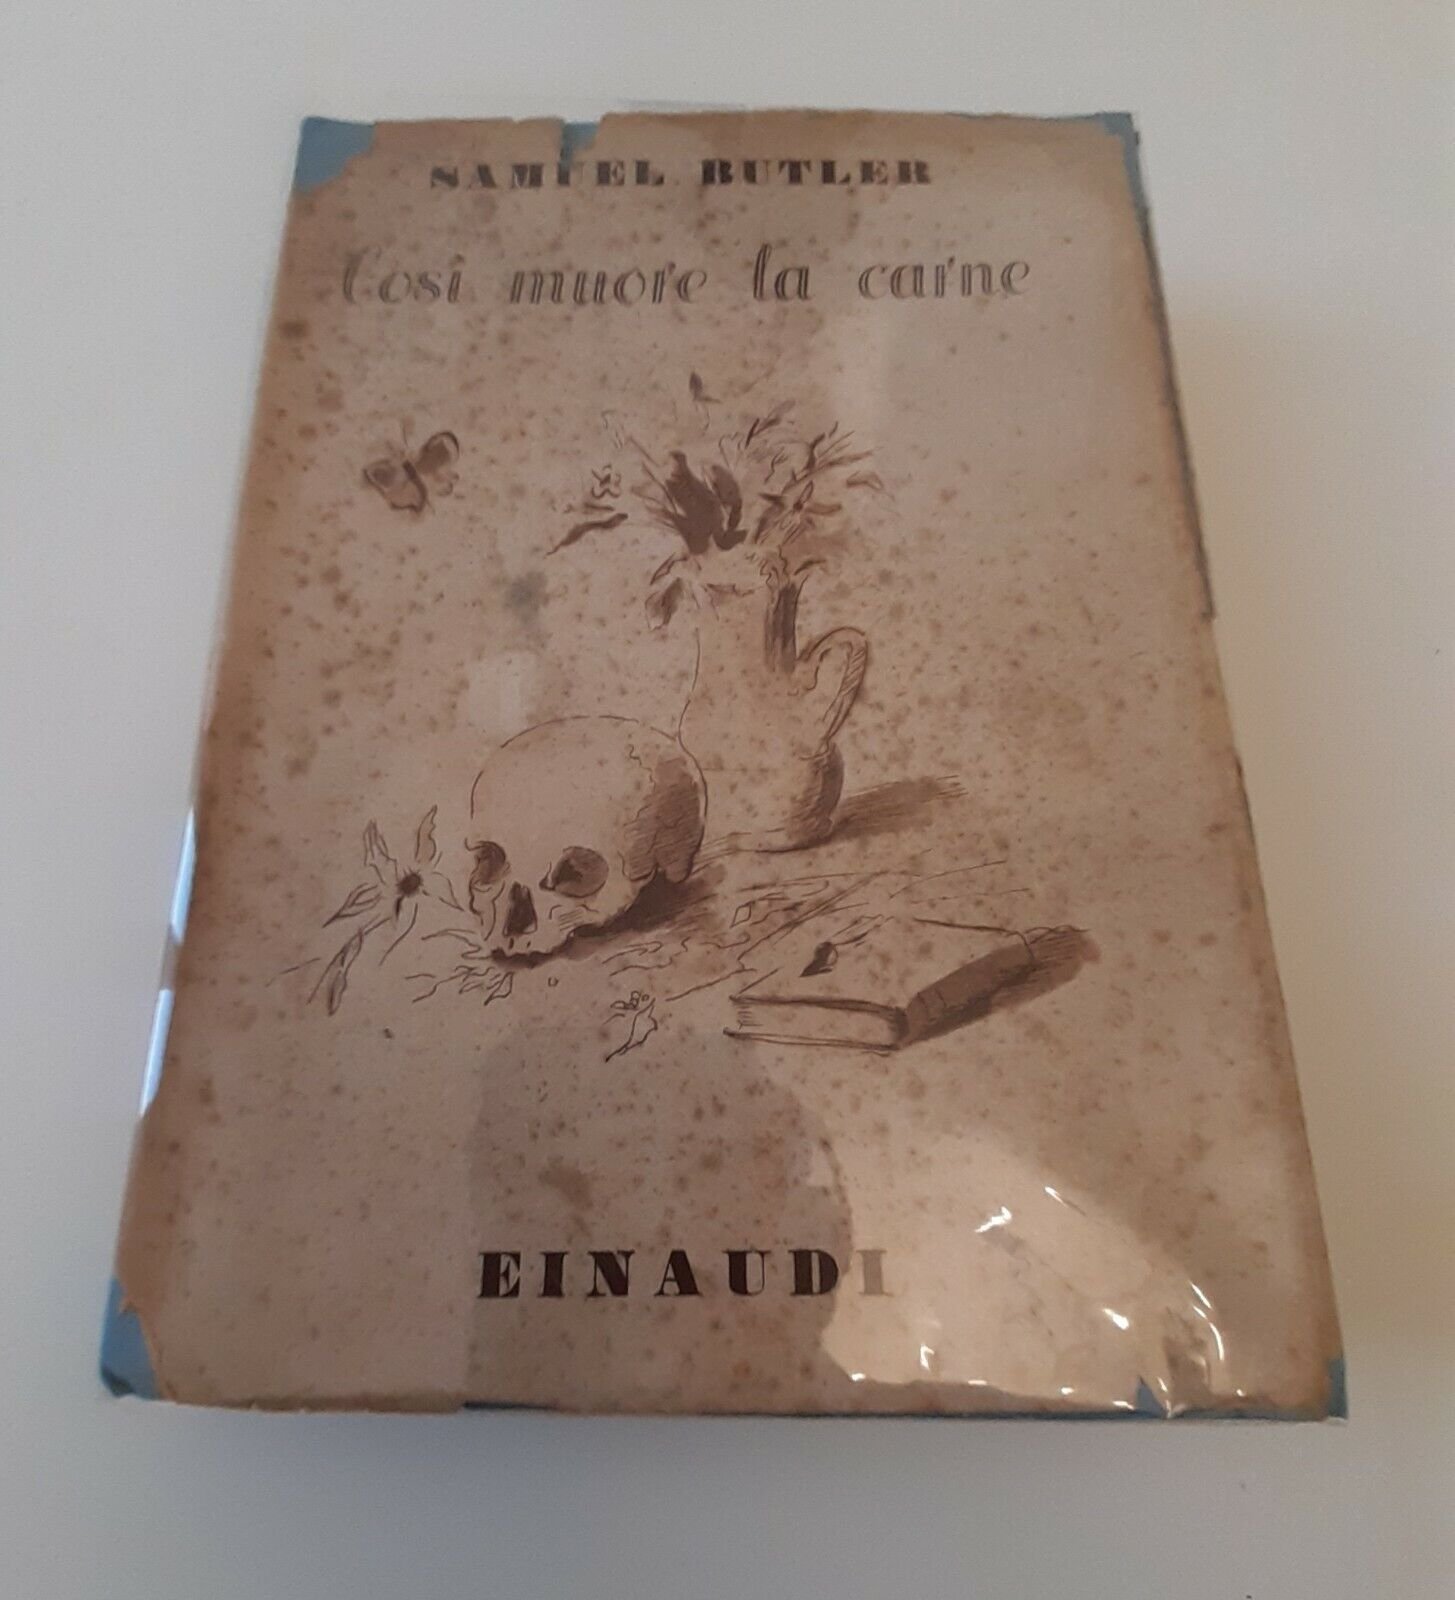 SAMUEL BUTLER
Così muore la carne
EINAUDI